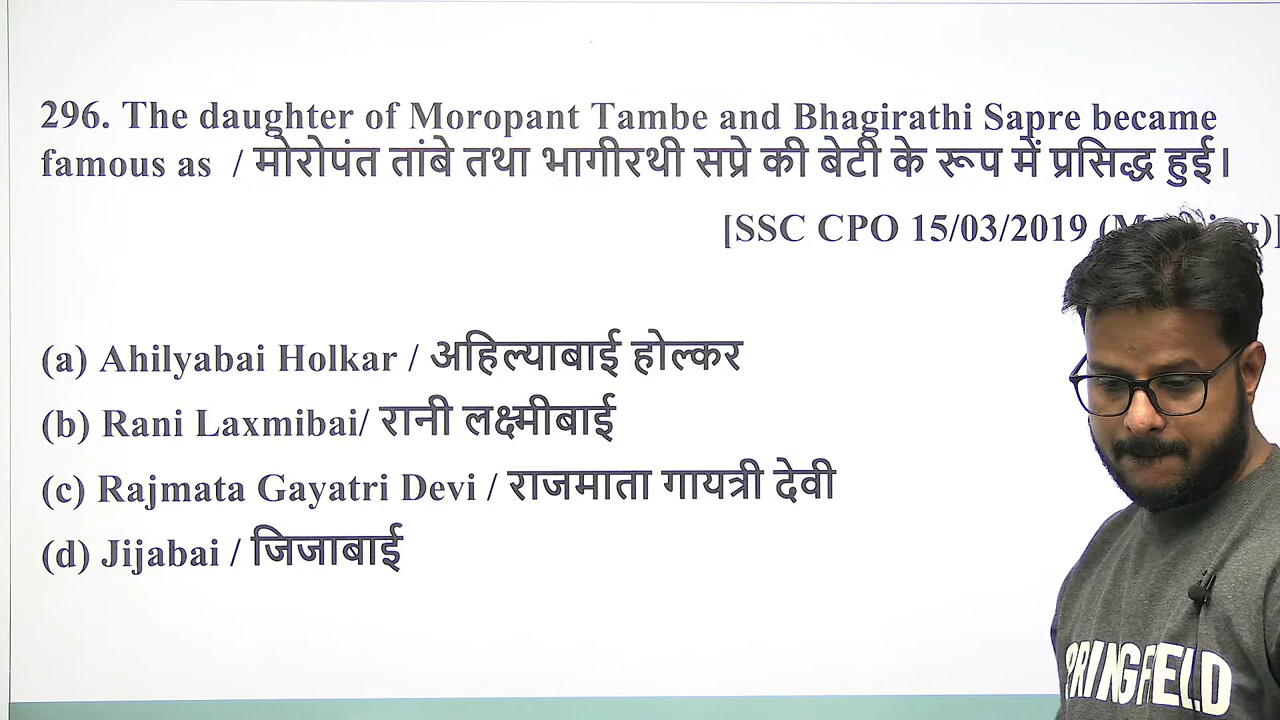 296. The daughter of Moropant Tambe and Bhagirathi Sapre became
famous as / मोरोपंत तांबे तथा भागीरथी सप्रे की बेटी के रूप में प्रसिद्ध हुई।
[SSC CPO 15/03/2019
(a) Ahilyabai Holkar / अहिल्याबाई होल्कर
(b) Rani Laxmibai/ रानी लक्ष्मीबाई
(c) Rajmata Gayatri Devi / राजमाता गायत्री देवी
(d) Jijabai / जिजाबाई